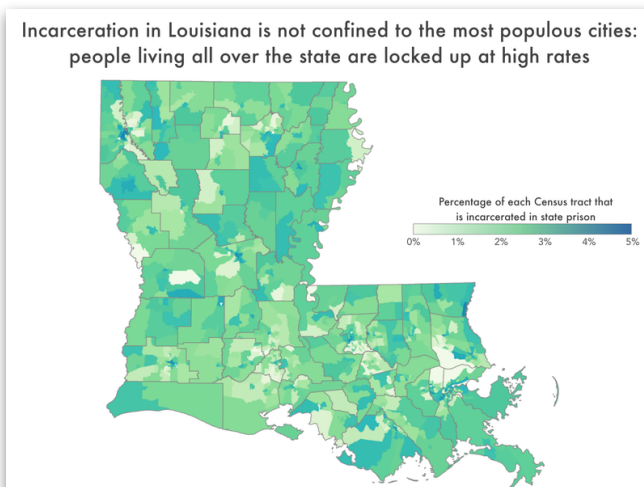 Incarceration in Louisiana is not confined to the most populous cities:
people living all over the state are locked up at high rates
Percentage of each Census tract that
is incarcerated in state prison
0% 1% 2% 3% 4% 5%